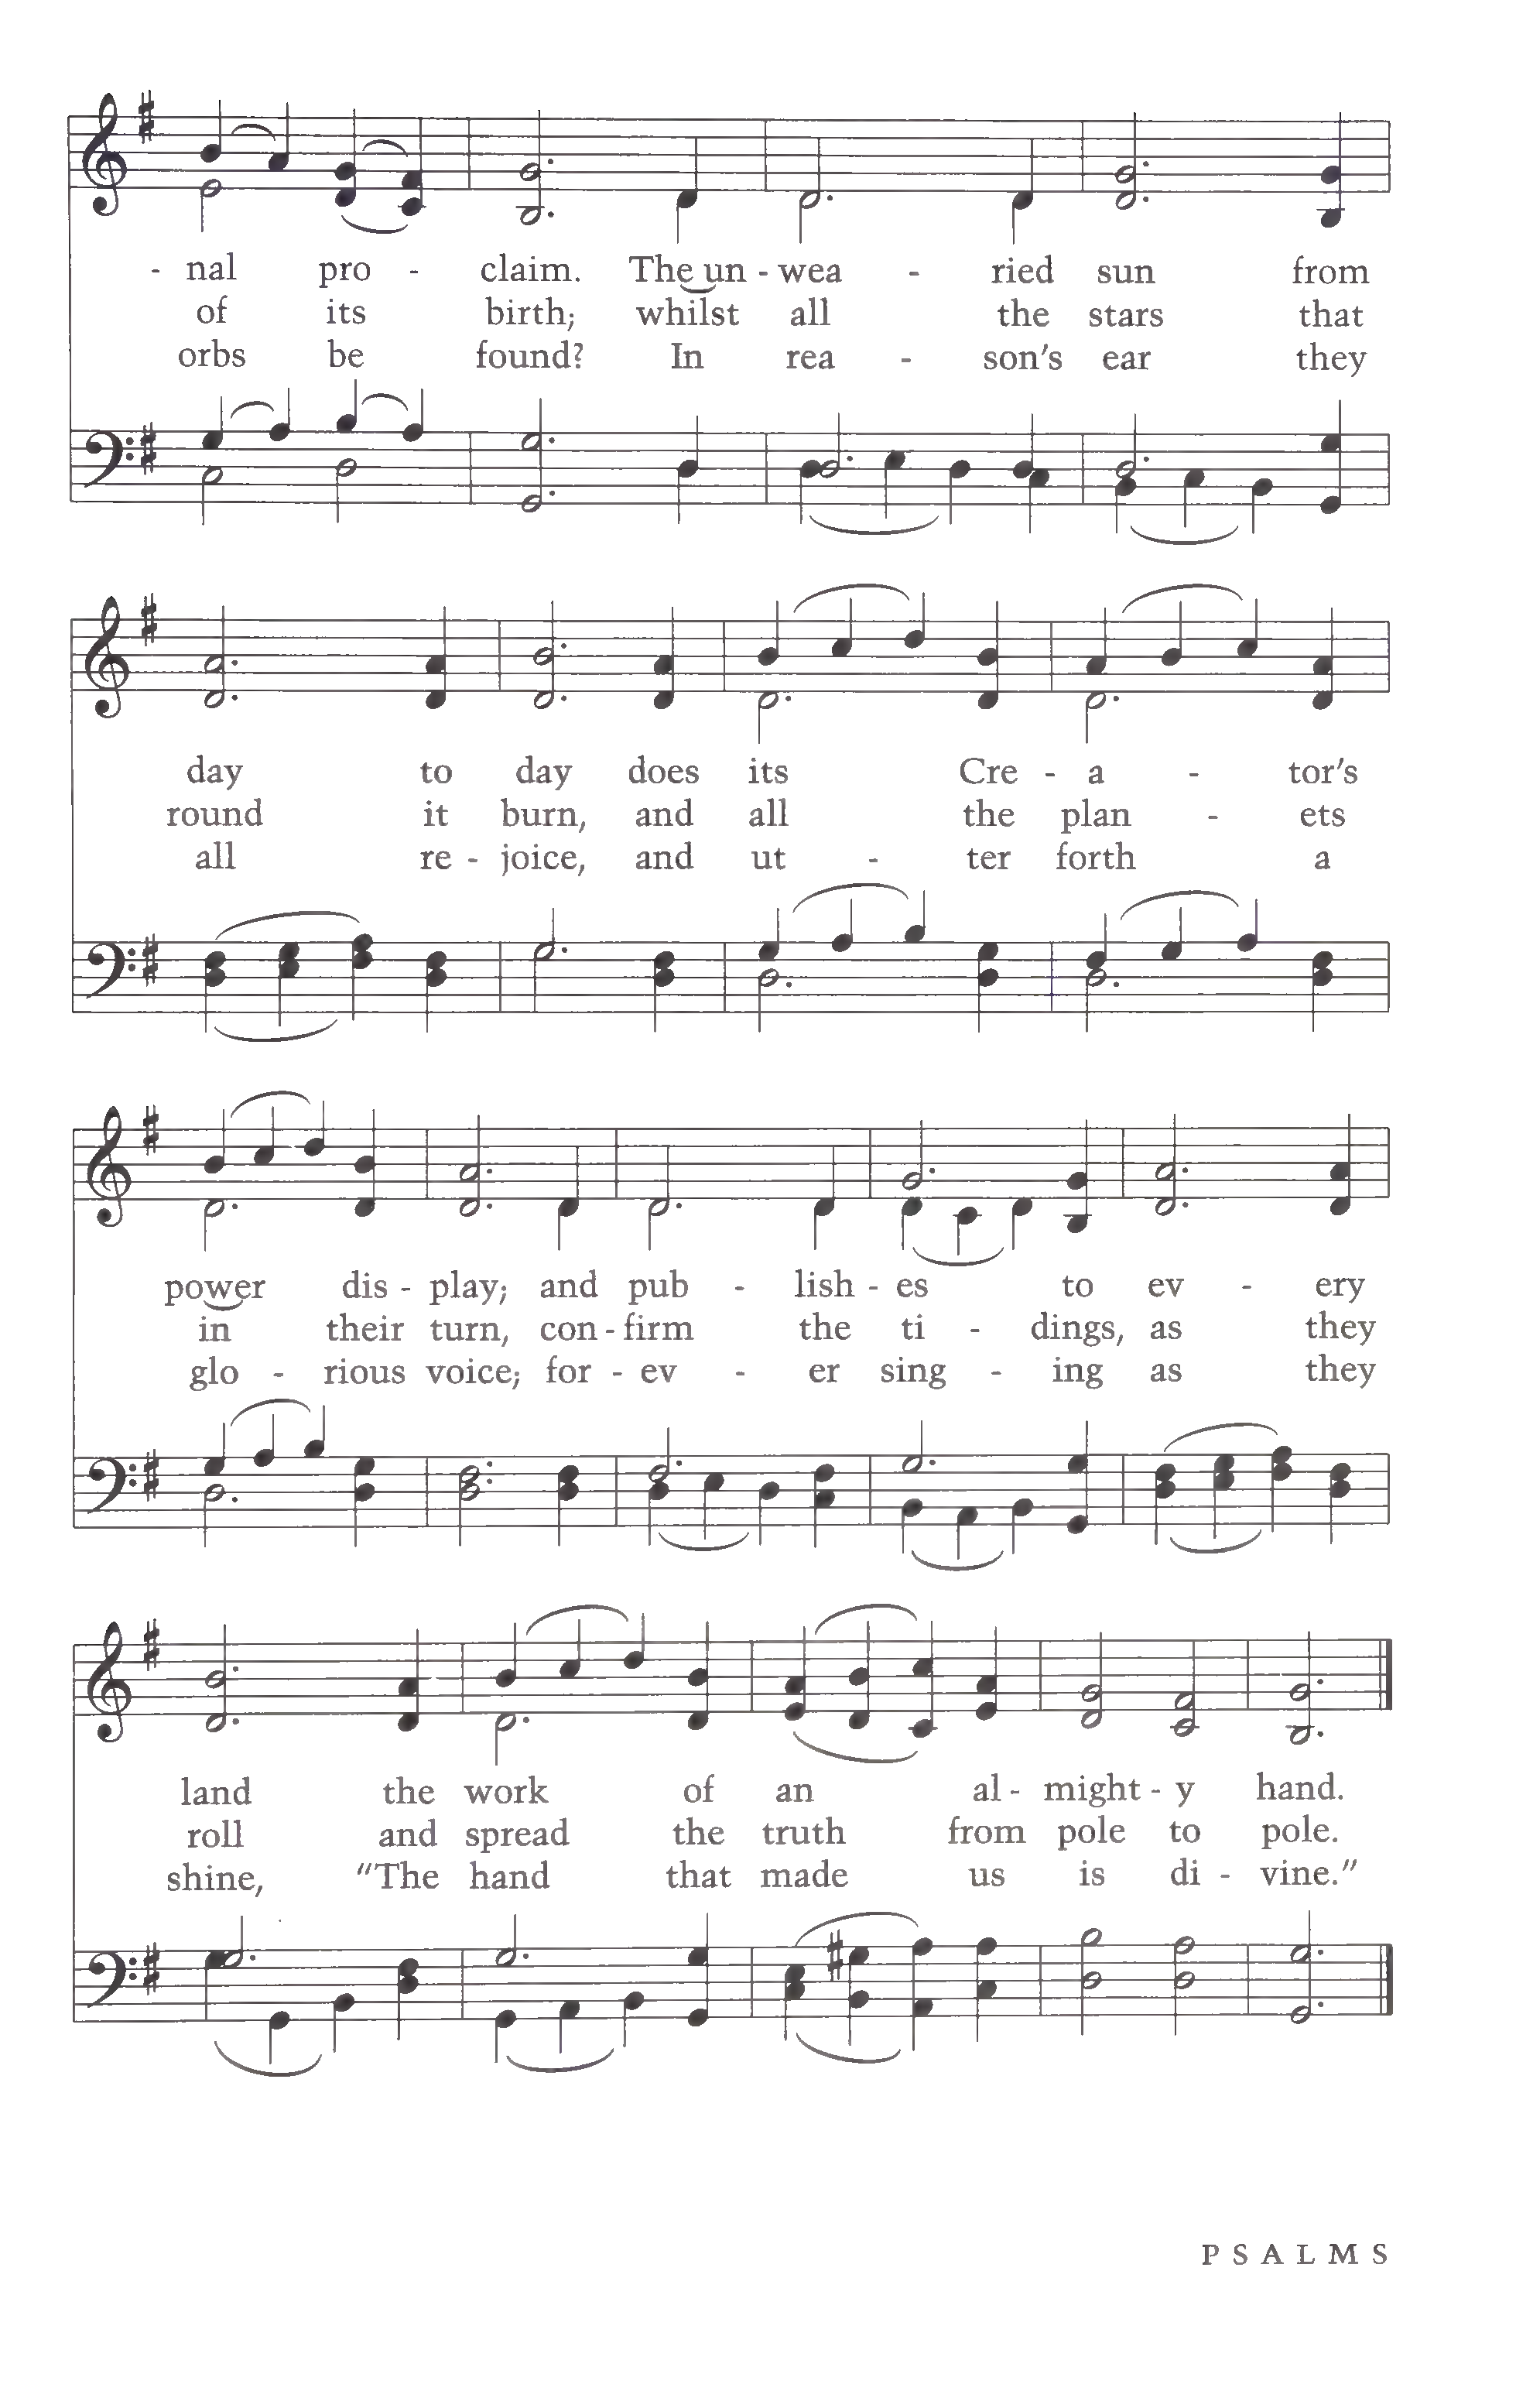 - nal pro - claim. The un - wea - ried sun from
of its birth; whilst all the stars that
orbs be found? In rea - son's ear they
day to day does its Cre - a - tor's
round it burn, and all the plan - ets
all re - joice, and ut - ter forth a
power dis - play; and pub - lish - es to ev - ery
in their turn, con - firm the ti - dings, as they
glo - rious voice; for - ev - er sing - ing as they
land the work of an al - might - y hand.
roll and spread the truth from pole to pole.
shine, "The hand that made us is di - vine."
PSALMS